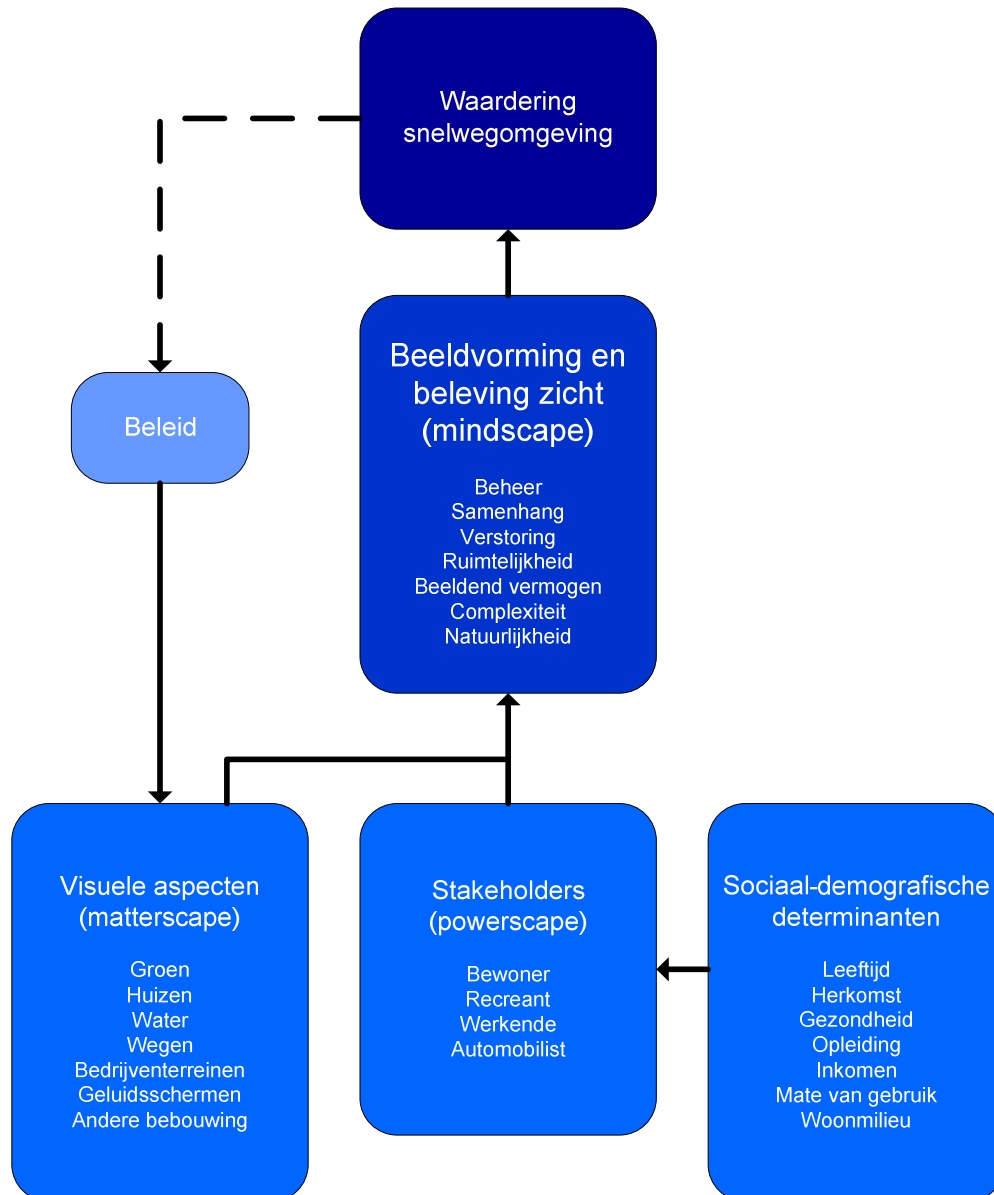 Waardering
snelwegomgeving
Beeldvorming en
beleving zicht
(mindscape)
Beheer
Samenhang
Verstoring
Ruimtelijkheid
Beeldend vermogen
Complexiteit
Natuurlijkheid
Beleid
Visuele aspecten
(matterscape)
Groen
Huizen
Water
Wegen
Bedrijventerreinen
Geluidsschermen
Andere bebouwing
Stakeholders
(powerscape)
Bewoner
Recreant
Werkende
Automobilist
Sociaal-demografische
determinanten
Leeftijd
Herkomst
Gezondheid
Opleiding
Inkomen
Mate van gebruik
Woonmilieu